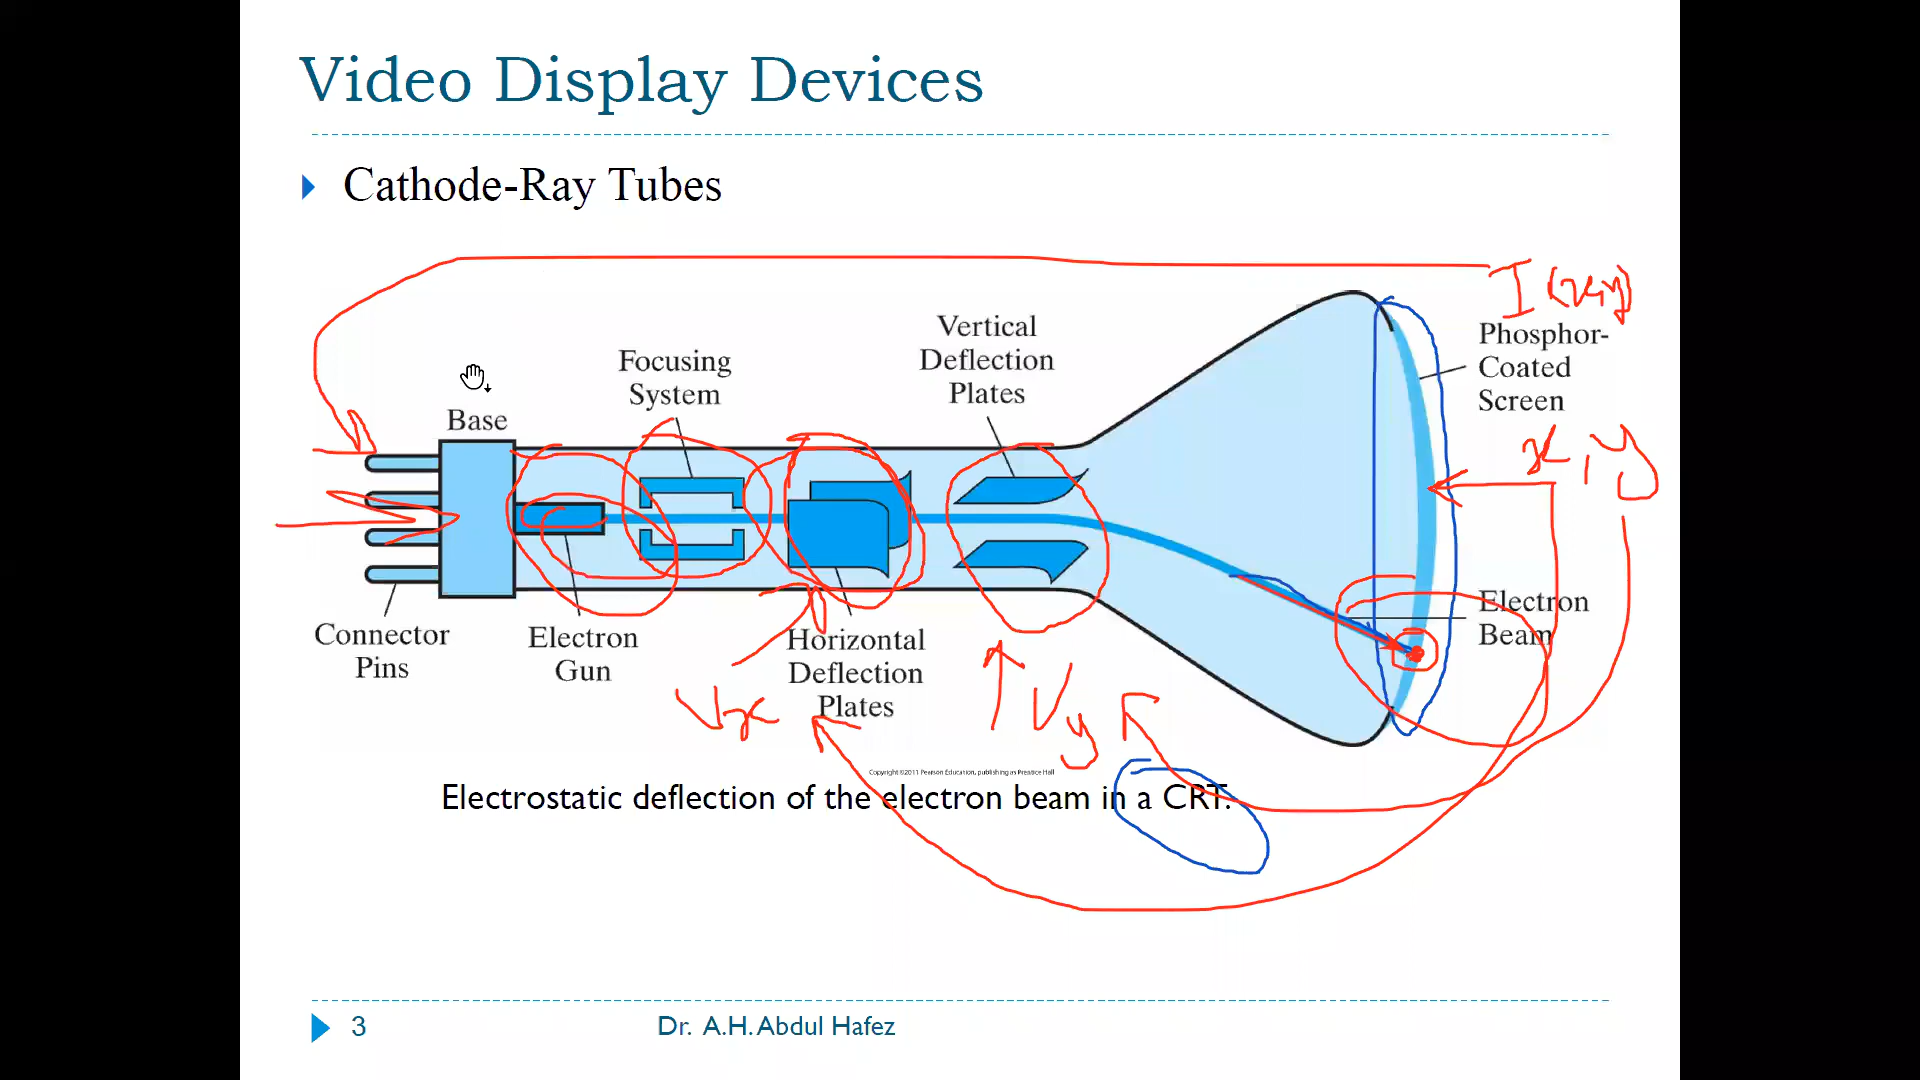 Video Display Devices
Cathode-Ray Tubes
I(x,y)
Vertical
Deflection
Plates
Phosphor-
Coated
Screen
Focusing
System
Base
x, y
Electron
Beam
Connector
Pins
Electron
Gun
Horizontal
Deflection
Plates
Vx
Vy
Copyright ©2011 Pearson Education, publishing as Prentice Hall
Electrostatic deflection of the electron beam in a CRT.
3
Dr. A.H. Abdul Hafez